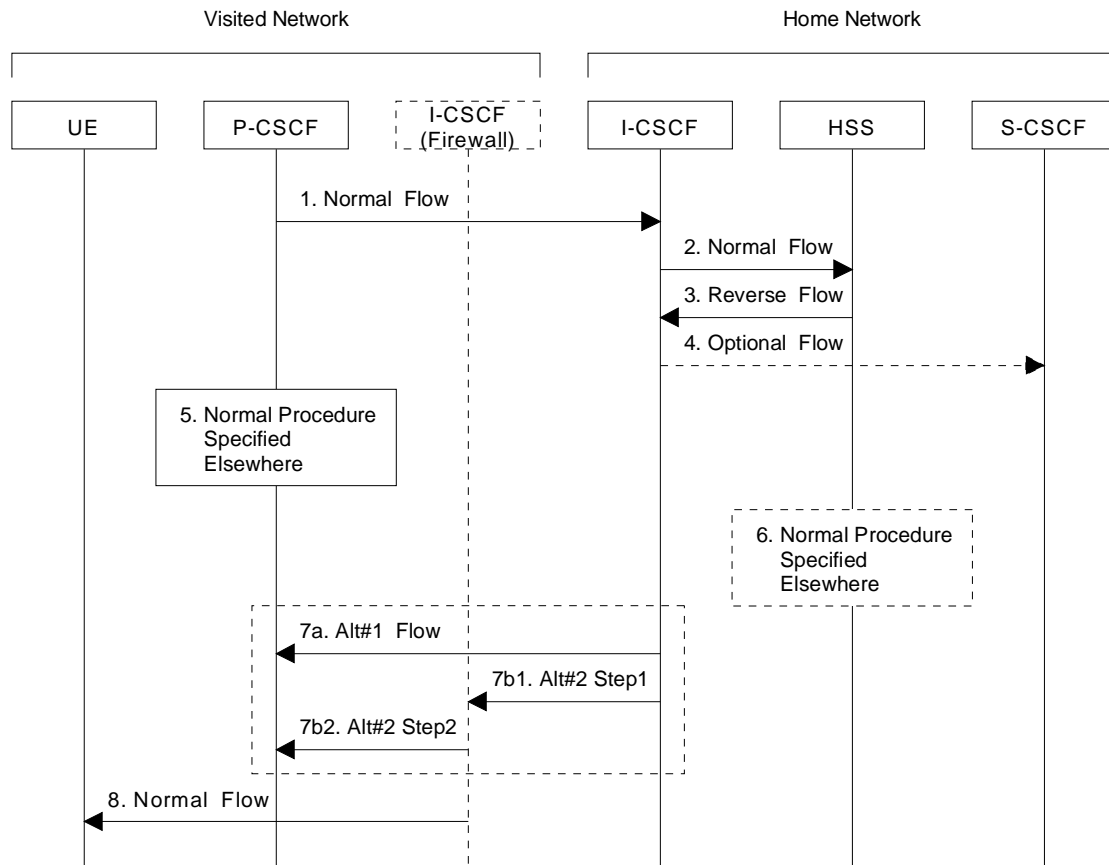 Visited Network
Home Network
UE
P-CSCF
I-CSCF
(Firewall)
I-CSCF
HSS
S-CSCF
1. Normal Flow
2. Normal Flow
3. Reverse Flow
4. Optional Flow
5. Normal Procedure
Specified
Elsewhere
6. Normal Procedure
Specified
Elsewhere
7a. Alt#1 Flow
7b1. Alt#2 Step1
7b2. Alt#2 Step2
8. Normal Flow